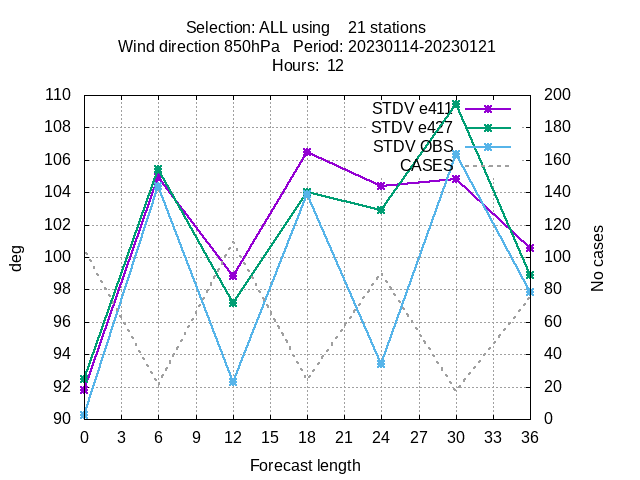 Selection: ALL using    21 stations
Wind direction 850hPa   Period: 20230114-20230121
Hours:  12
110
108
106
104
102
100
98
96
94
92
90
deg
200
180
160
140
120
100
80
60
40
20
0
No cases
STDV e411
STDV e427
STDV OBS
CASES
0 3 6 9 12 15 18 21 24 27 30 33 36
Forecast length